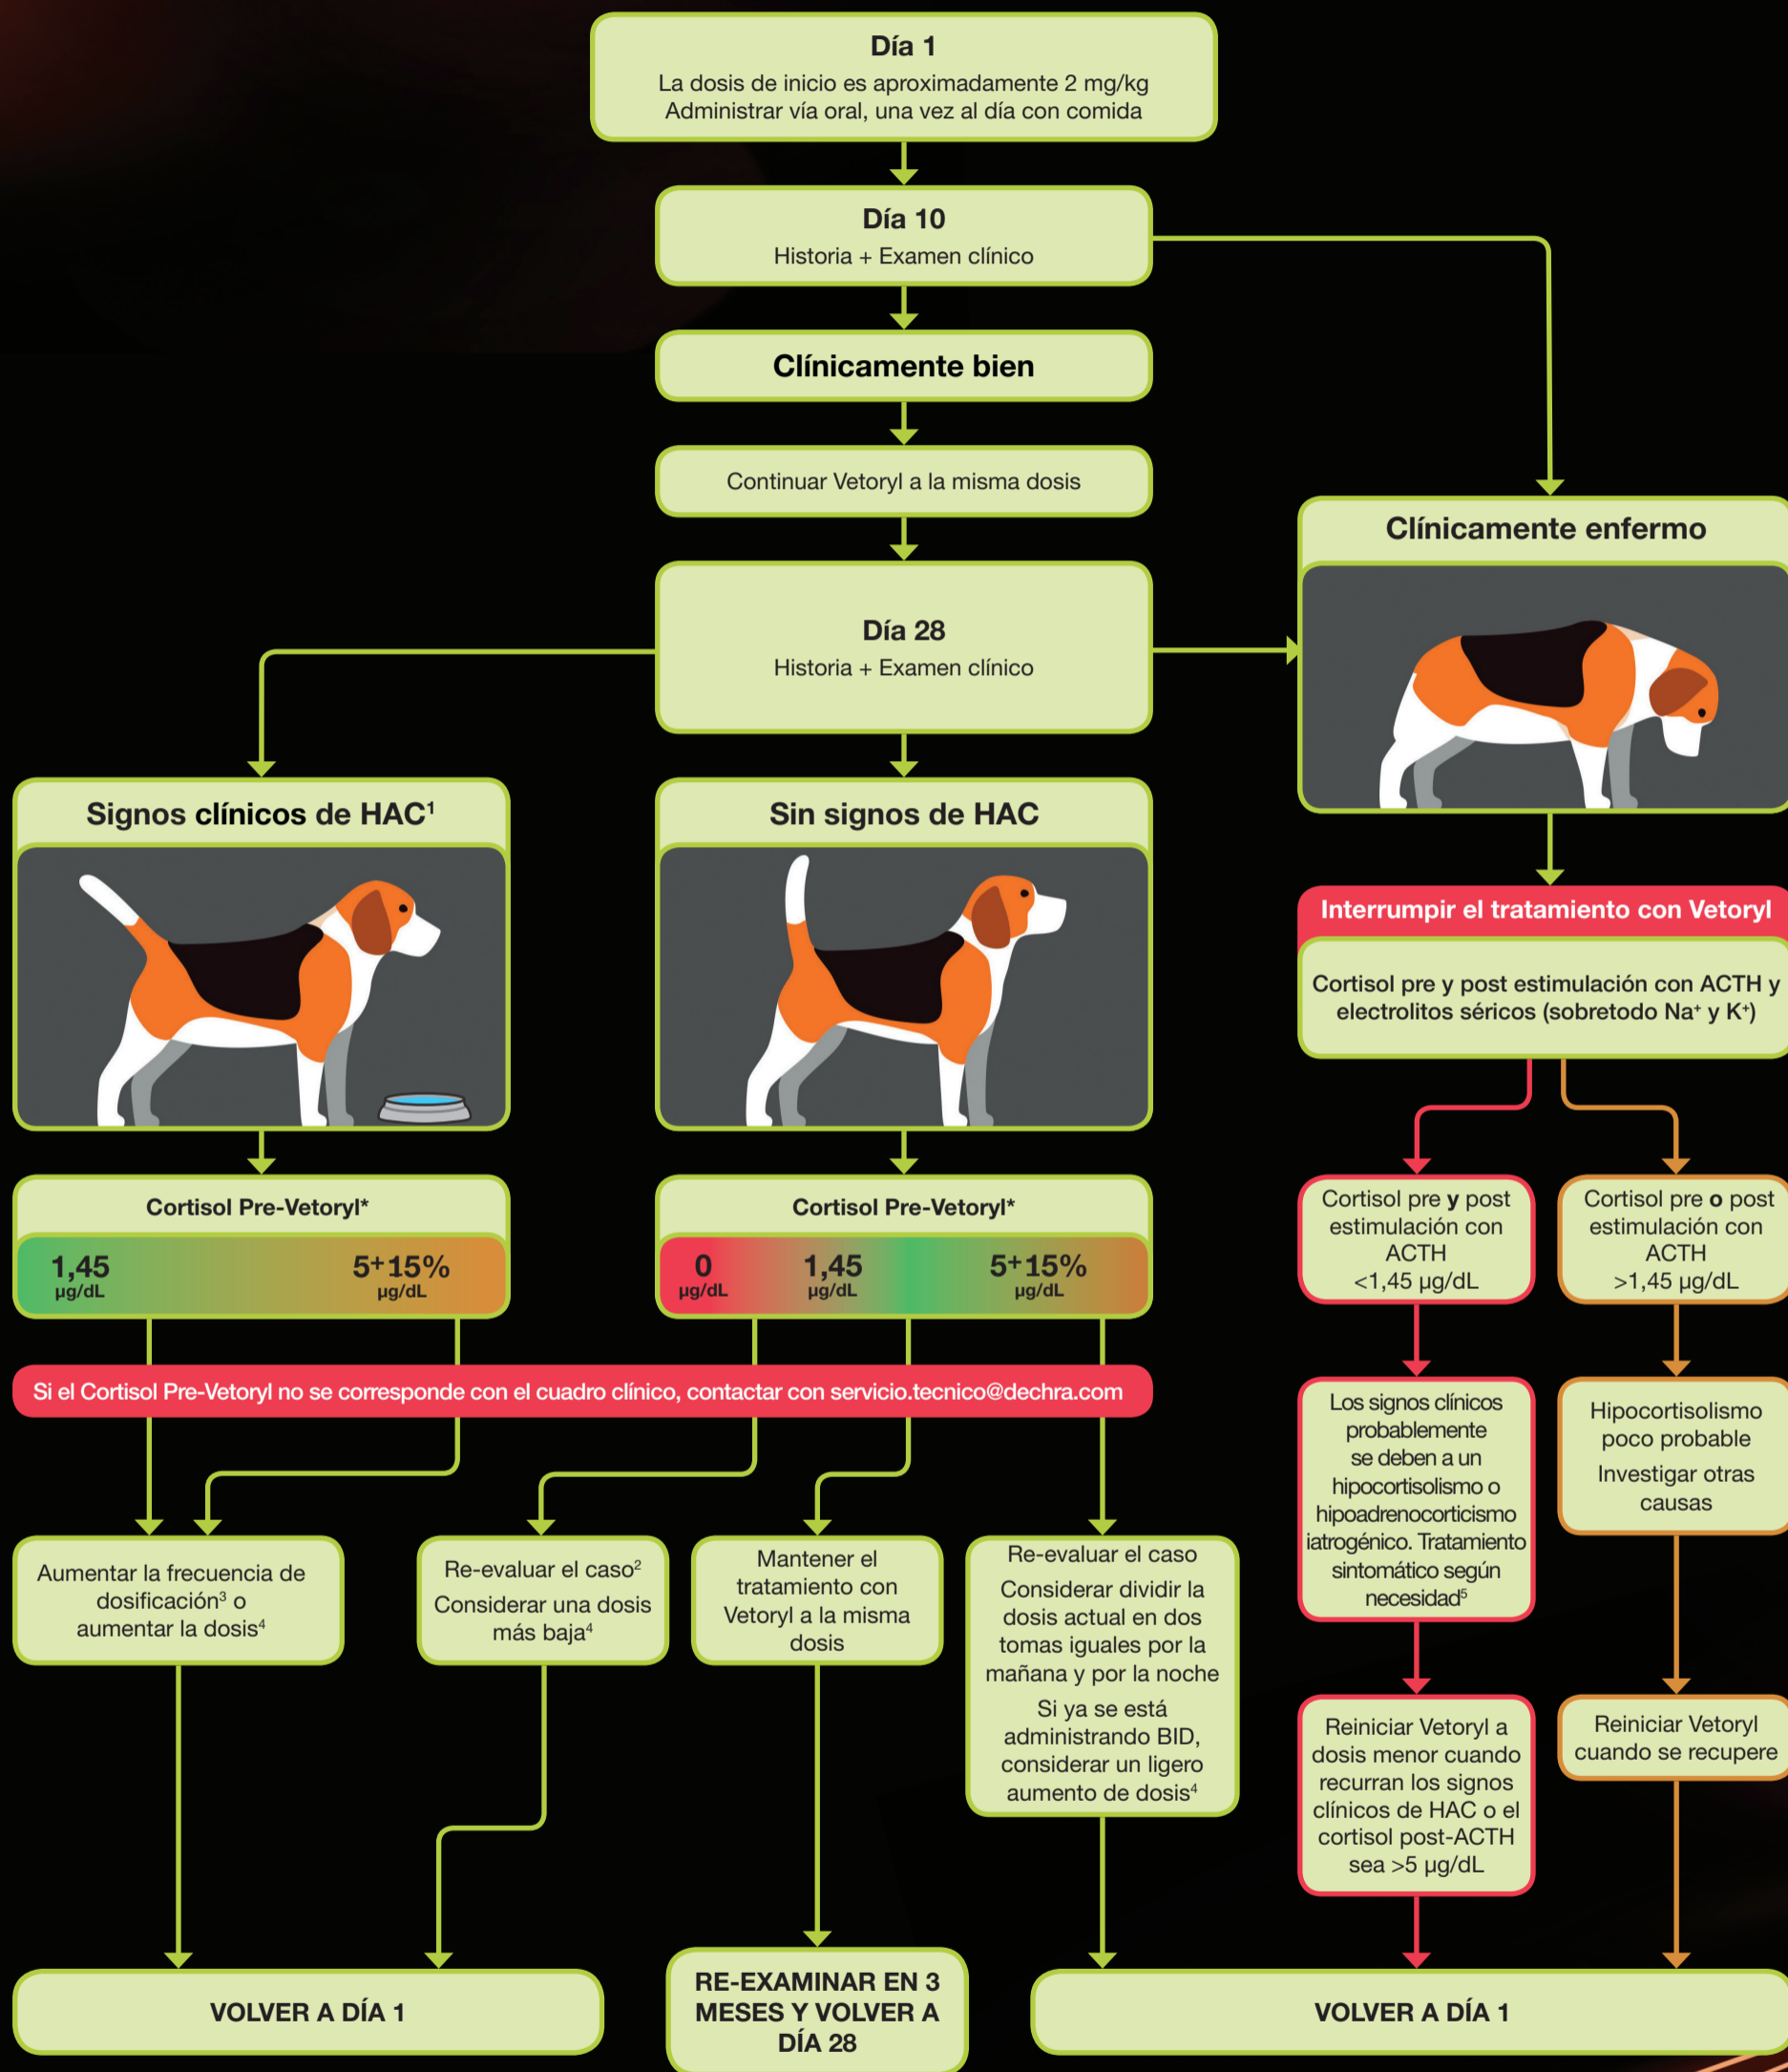 Día 1
La dosis de inicio es aproximadamente 2 mg/kg
Administrar vía oral, una vez al día con comida
Día 10
Historia + Examen clínico
Clínicamente bien
Continuar Vetoryl a la misma dosis
Día 28
Historia + Examen clínico
Clínicamente enfermo
Signos clínicos de HAC¹
Sin signos de HAC
Interrumpir el tratamiento con Vetoryl
Cortisol pre y post estimulación con ACTH y
electrolitos séricos (sobretodo Na⁺ y K⁺)
Cortisol Pre-Vetoryl*
1,45
µg/dL
5⁺15%
µg/dL
Cortisol Pre-Vetoryl*
0
µg/dL
1,45
µg/dL
5⁺15%
µg/dL
Cortisol pre y post
estimulación con
ACTH
<1,45 µg/dL
Cortisol pre o post
estimulación con
ACTH
>1,45 µg/dL
Si el Cortisol Pre-Vetoryl no se corresponde con el cuadro clínico, contactar con servicio.tecnico@dechra.com
Los signos clínicos
probablemente
se deben a un
hipocortisolismo o
hipoadrenocorticismo
iatrogénico. Tratamiento
sintomático según
necesidad⁵
Hipocortisolismo
poco probable
Investigar otras
causas
Aumentar la frecuencia de
dosificación³ o
aumentar la dosis⁴
Re-evaluar el caso²
Considerar una dosis
más baja⁴
Mantener el
tratamiento con
Vetoryl a la misma
dosis
Re-evaluar el caso
Considerar dividir la
dosis actual en dos
tomas iguales por la
mañana y por la noche
Si ya se está
administrando BID,
considerar un ligero
aumento de dosis⁴
Reiniciar Vetoryl a
dosis menor cuando
recurran los signos
clínicos de HAC o el
cortisol post-ACTH
sea >5 µg/dL
Reiniciar Vetoryl
cuando se recupere
VOLVER A DÍA 1
RE-EXAMINAR EN 3
MESES Y VOLVER A
DÍA 28
VOLVER A DÍA 1